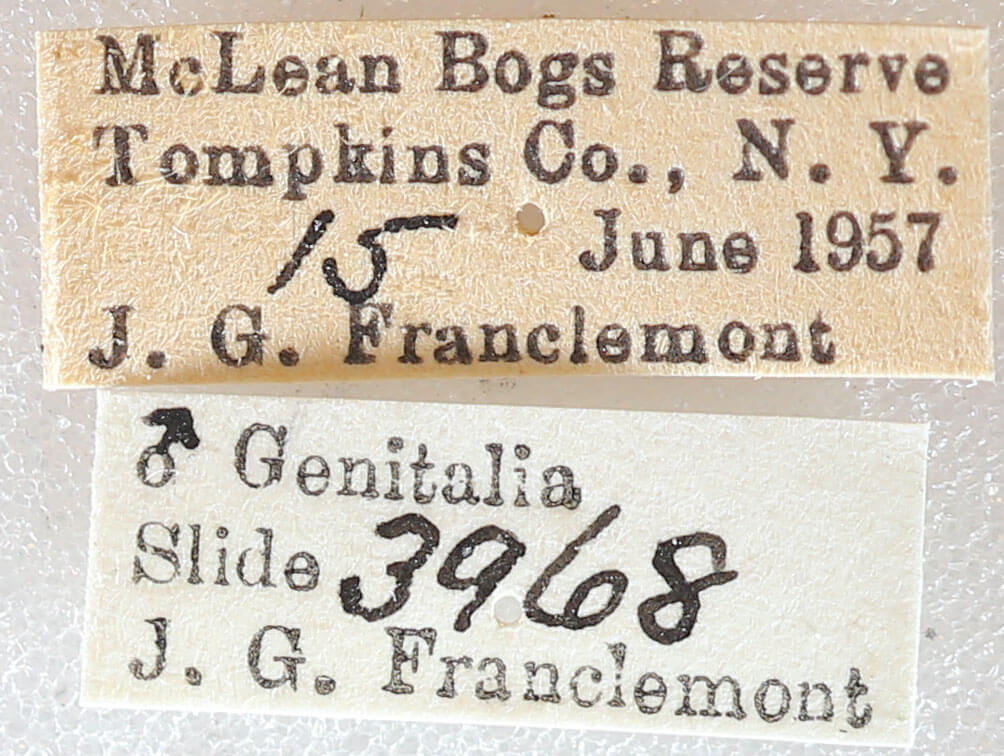 McLean Bogs Reserve
Tompkins Co., N. Y.
15 June 1957
J. G. Franclemont
♂ Genitalia
Slide 3968
J. G. Franclemont